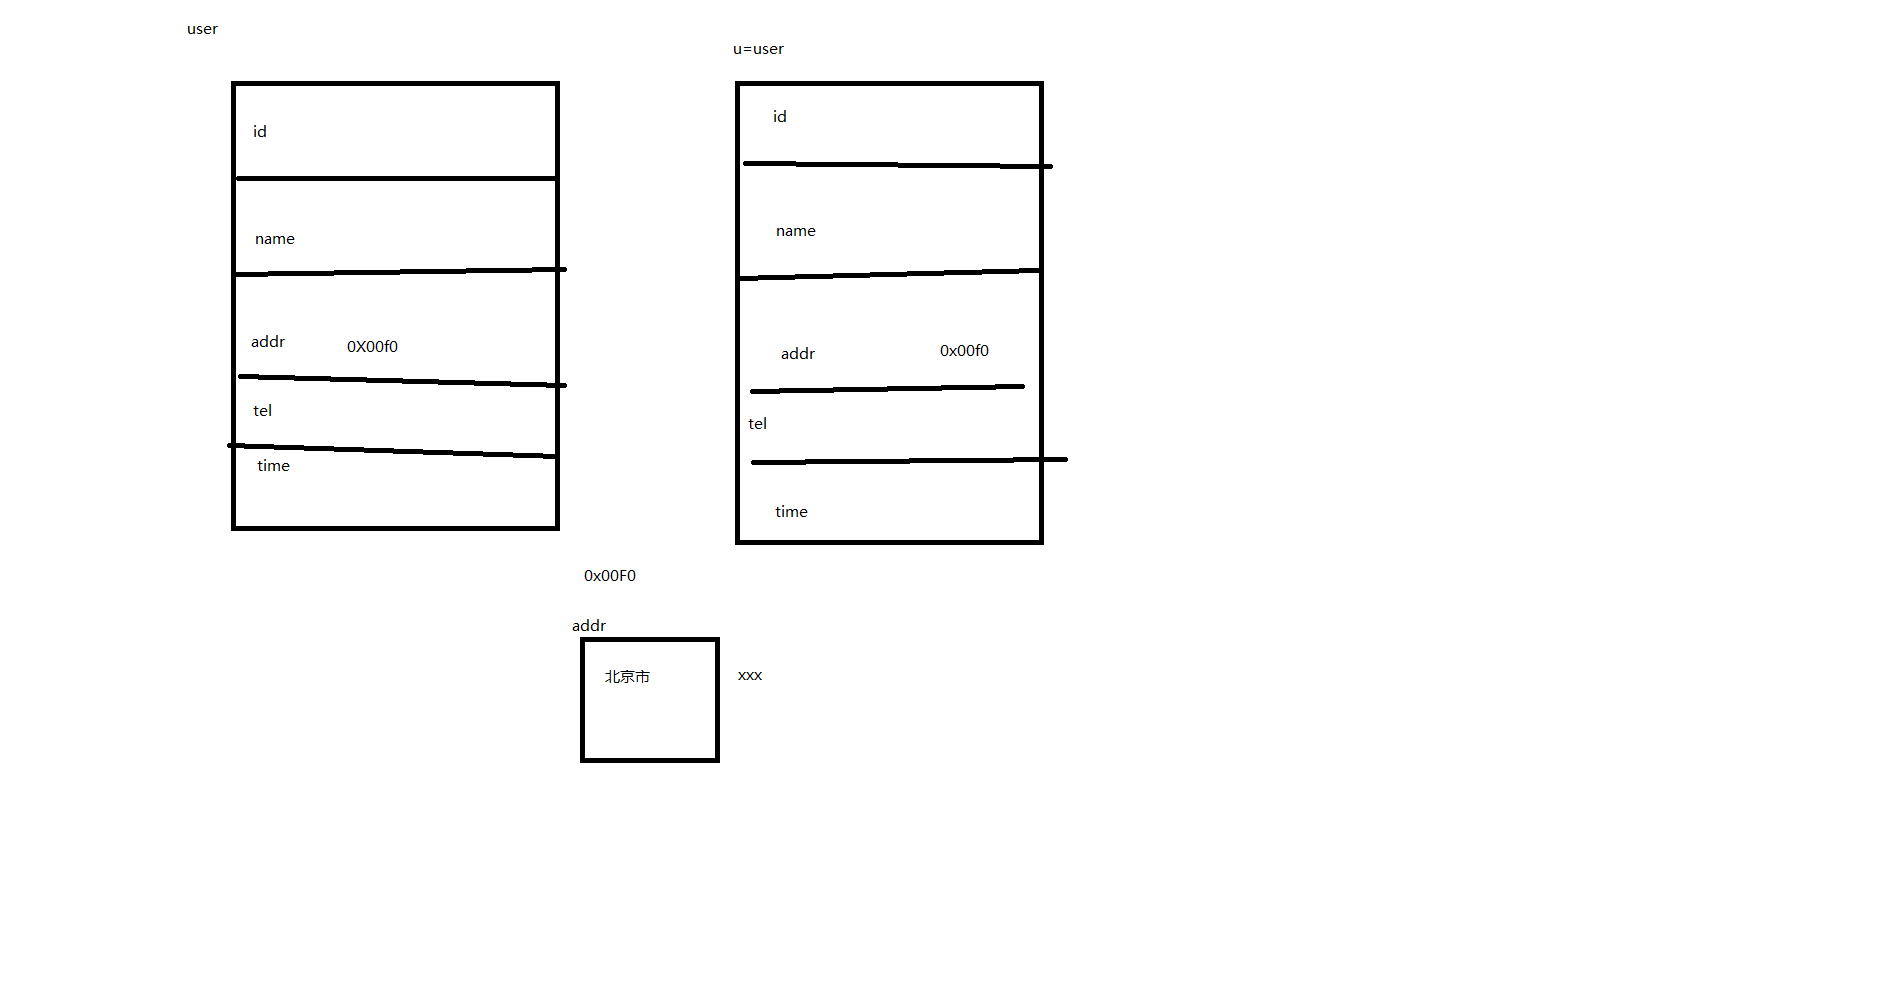 user
u=user
id
name
addr 0X00f0
tel
time
id
name
addr 0x00f0
tel
time
0x00F0
addr
北京市
xxx